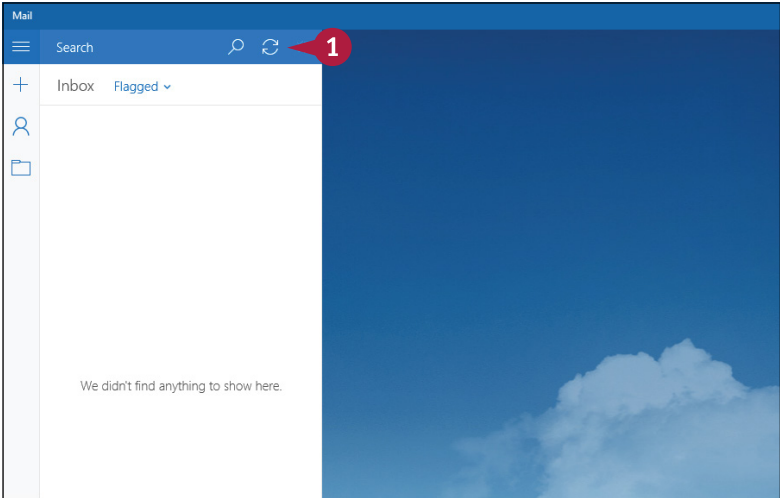 Mail
Search 1
Inbox Flagged
We didn't find anything to show here.